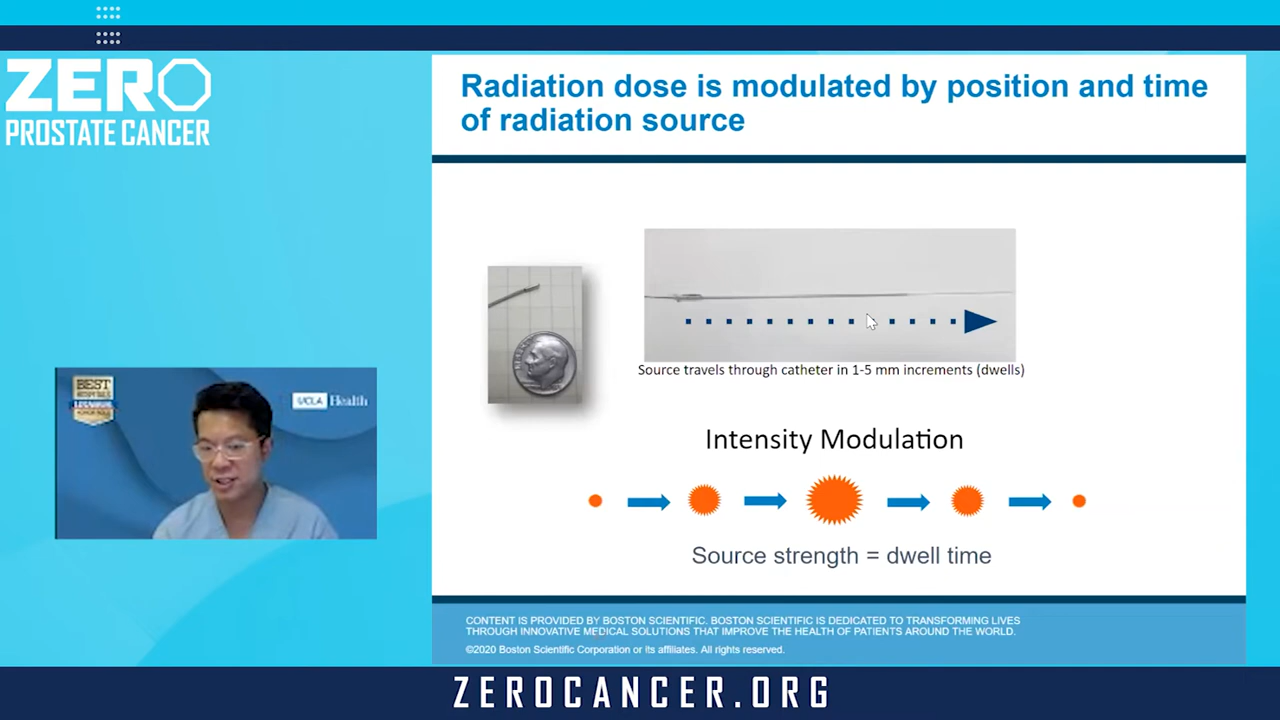 ZERO
PROSTATE CANCER
Radiation dose is modulated by position and time
of radiation source
Source travels through catheter in 1-5 mm increments (dwells)
Intensity Modulation
Source strength = dwell time
BEST
HOSPITALS
UCLA Health
CONTENT IS PROVIDED BY BOSTON SCIENTIFIC. BOSTON SCIENTIFIC IS DEDICATED TO TRANSFORMING LIVES
THROUGH INNOVATIVE MEDICAL SOLUTIONS THAT IMPROVE THE HEALTH OF PATIENTS AROUND THE WORLD.
©2020 Boston Scientific Corporation or its affiliates. All rights reserved.
ZEROCANCER.ORG